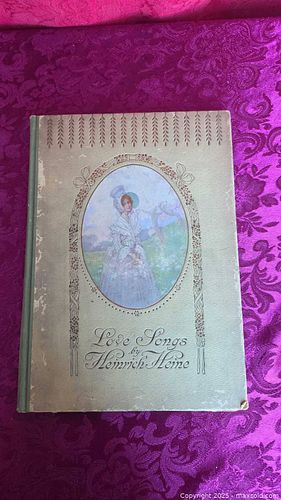 Love Songs
by
Heinrich Heine
Copyright 2025 - maxsold.com